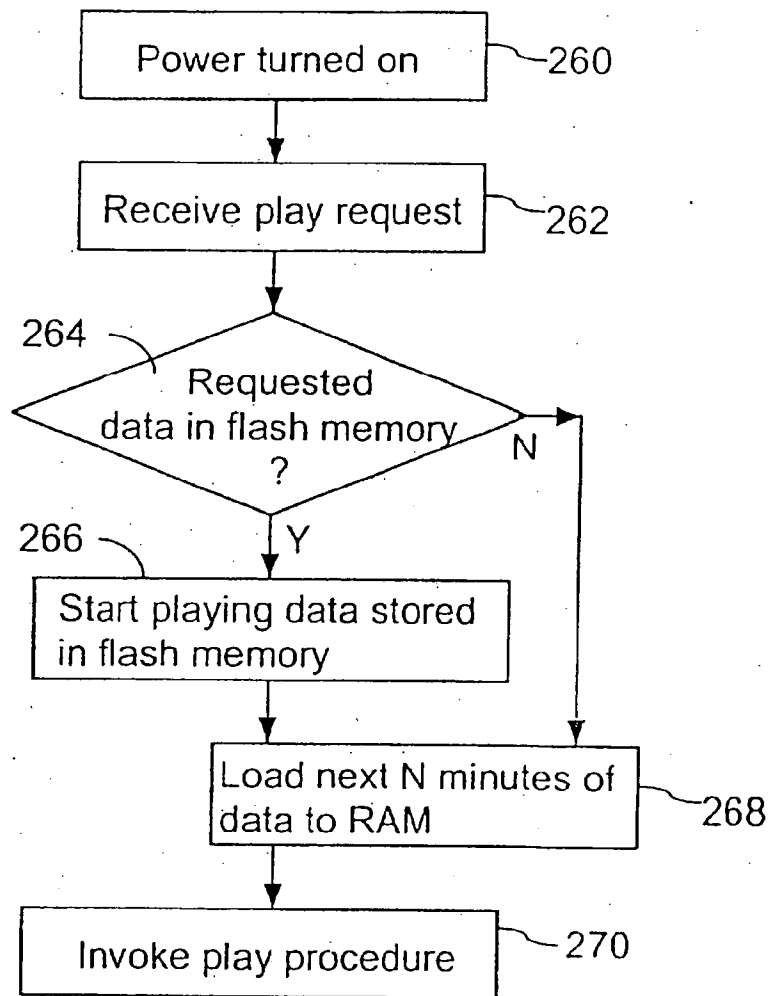 Power turned on
260
Receive play request
262
264
Requested
data in flash memory
?
N
Y
266
Start playing data stored
in flash memory
Load next N minutes of
data to RAM
268
Invoke play procedure
270